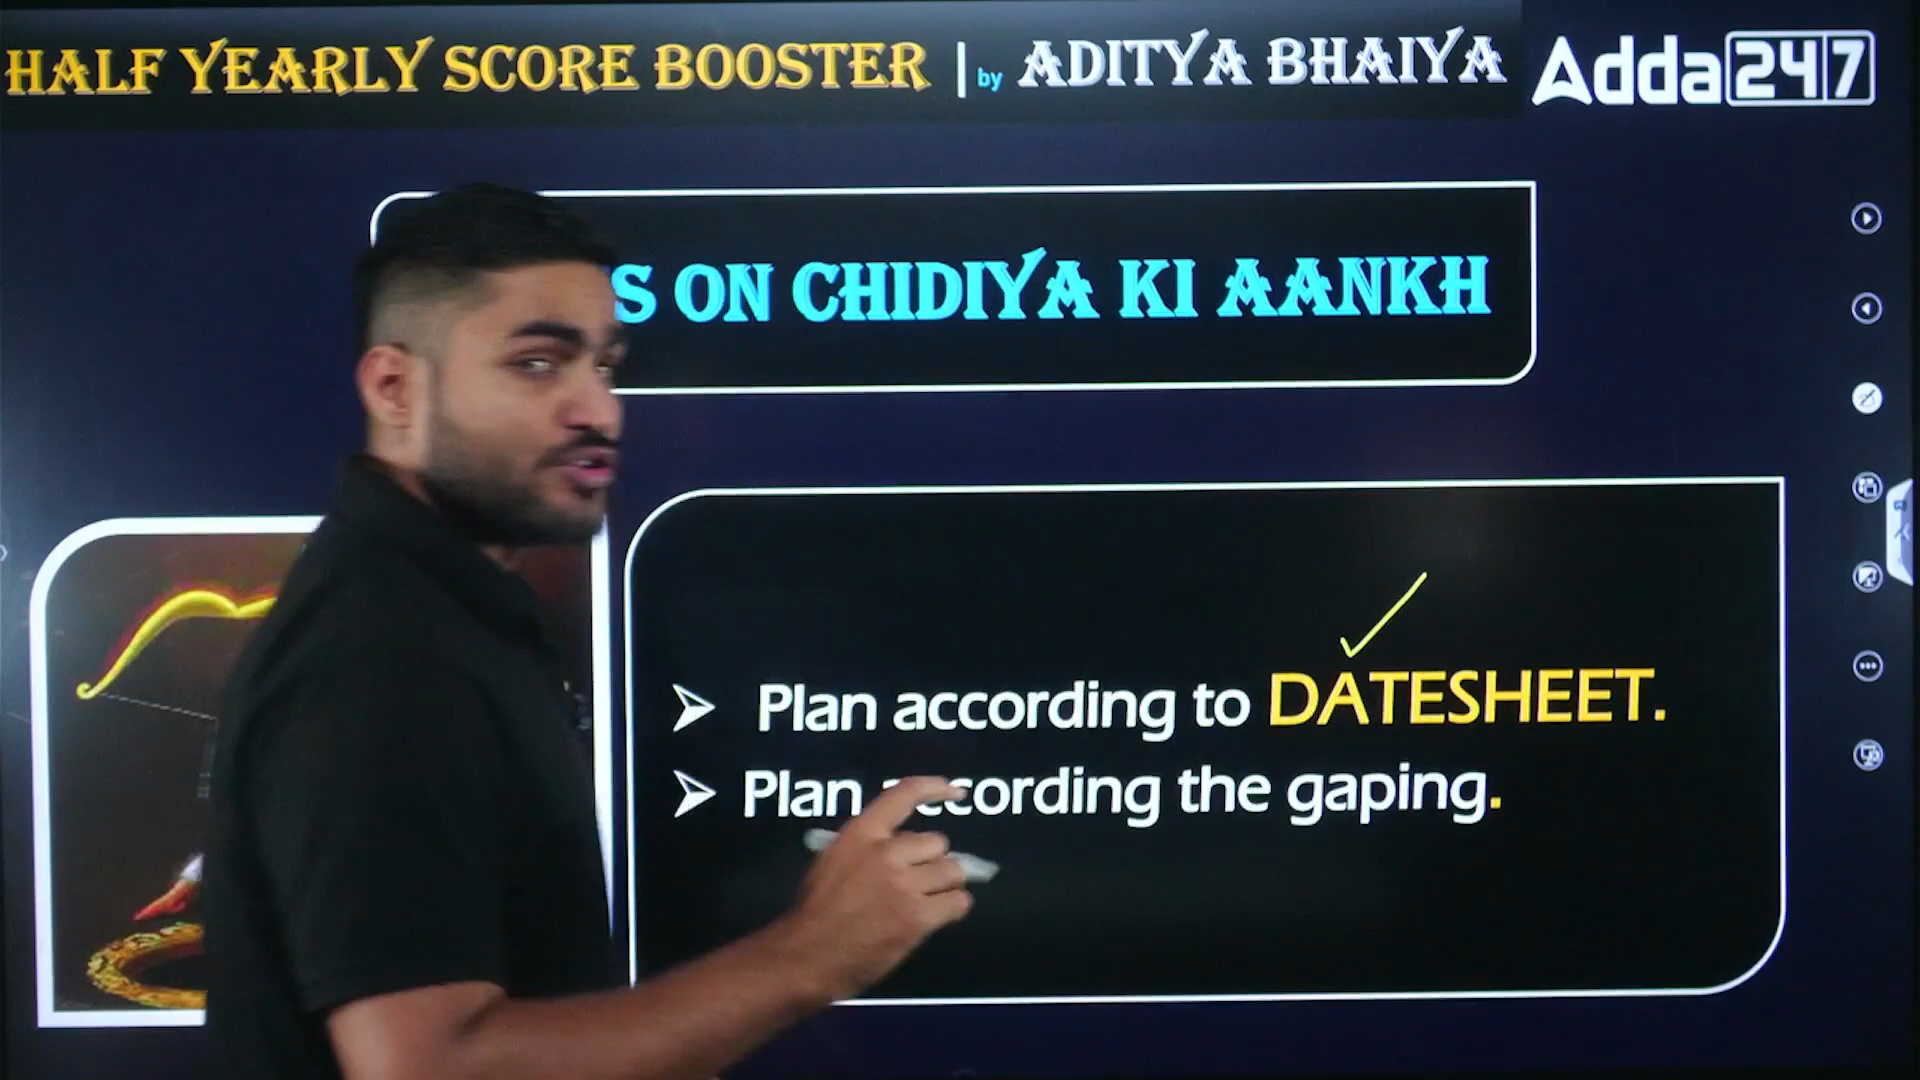 HALF YEARLY SCORE BOOSTER | by ADITYA BHAIYA Adda247
ON CHIDIYA KI AANKH
Plan according to DATESHEET.
Plan according the gaping.